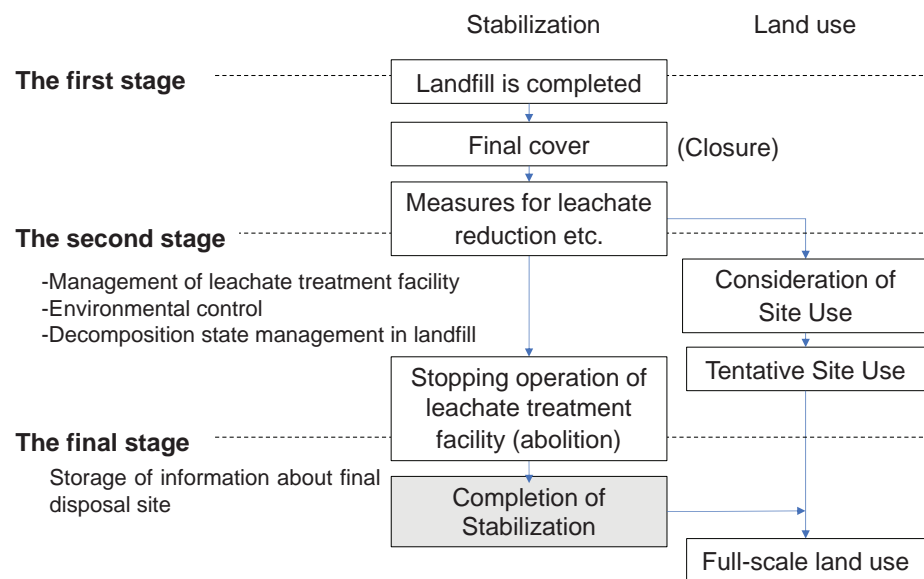 Stabilization
Land use
The first stage
Landfill is completed
Final cover
(Closure)
Measures for leachate
reduction etc.
The second stage
-Management of leachate treatment facility
-Environmental control
-Decomposition state management in landfill
Consideration of
Site Use
Tentative Site Use
Stopping operation of
leachate treatment
facility (abolition)
The final stage
Storage of information about final
disposal site
Completion of
Stabilization
Full-scale land use